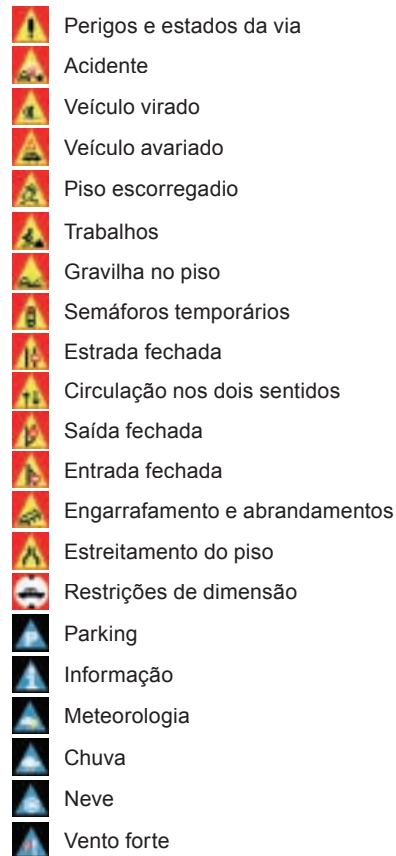 Perigos e estados da via
Acidente
Veículo virado
Veículo avariado
Piso escorregadio
Trabalhos
Gravilha no piso
Semáforos temporários
Estrada fechada
Circulação nos dois sentidos
Saída fechada
Entrada fechada
Engarrafamento e abrandamentos
Estreitamento do piso
Restrições de dimensão
Parking
Informação
Meteorologia
Chuva
Neve
Vento forte